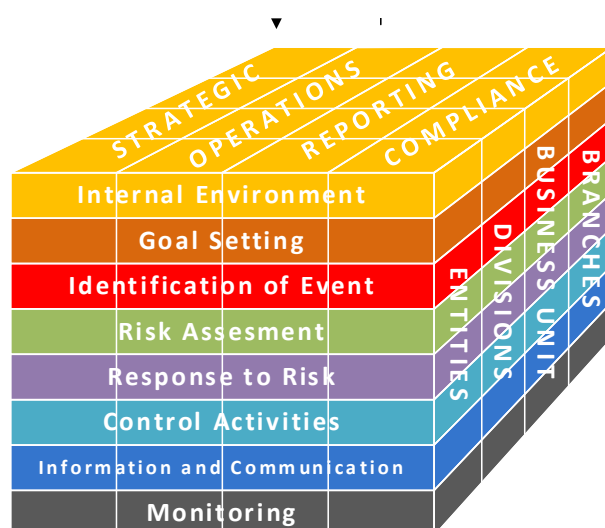 STRATEGIC
OPERATIONS
REPORTING
COMPLIANCE
Internal Environment
Goal Setting
Identification of Event
Risk Assesment
Response to Risk
Control Activities
Information and Communication
Monitoring
ENTITIES
DIVISIONS
BUSINESS UNIT
BRANCHES